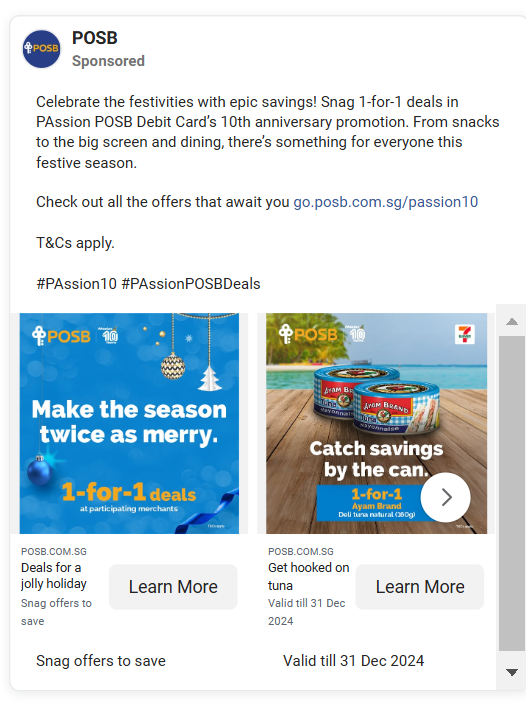 POSB
Sponsored
Celebrate the festivities with epic savings! Snag 1-for-1 deals in
PAssion POSB Debit Card's 10th anniversary promotion. From snacks
to the big screen and dining, there's something for everyone this
festive season.
Check out all the offers that await you go.posb.com.sg/passion10
T&Cs apply.
#PAssion10 #PAssionPOSBDeals
POSB
10
Make the season
twice as merry.
1-for-1 deals
at participating merchants
POSB
10
7
ELEVEN
AYAM BRAND
AYAM BRAND
mayonnaise
Catch savings
by the can.
1-for-1
Ayam Brand
Deli tuna natural (160g)
POSB.COM.SG
Deals for a
jolly holiday
Snag offers to
save
Learn More
POSB.COM.SG
Get hooked on
tuna
Valid till 31 Dec
2024
Learn More
Snag offers to save
Valid till 31 Dec 2024